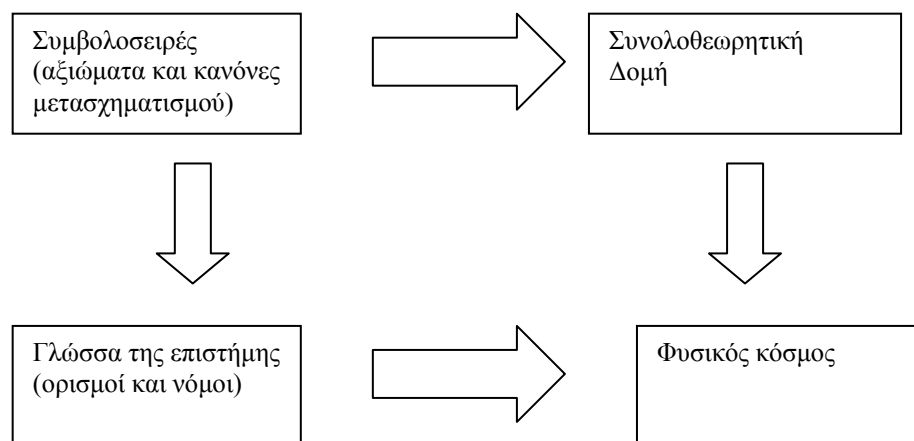 Συμβολοσειρές
(αξιώματα και κανόνες
μετασχηματισμού)
Συνολοθεωρητική
Δομή
Γλώσσα της επιστήμης
(ορισμοί και νόμοι)
Φυσικός κόσμος